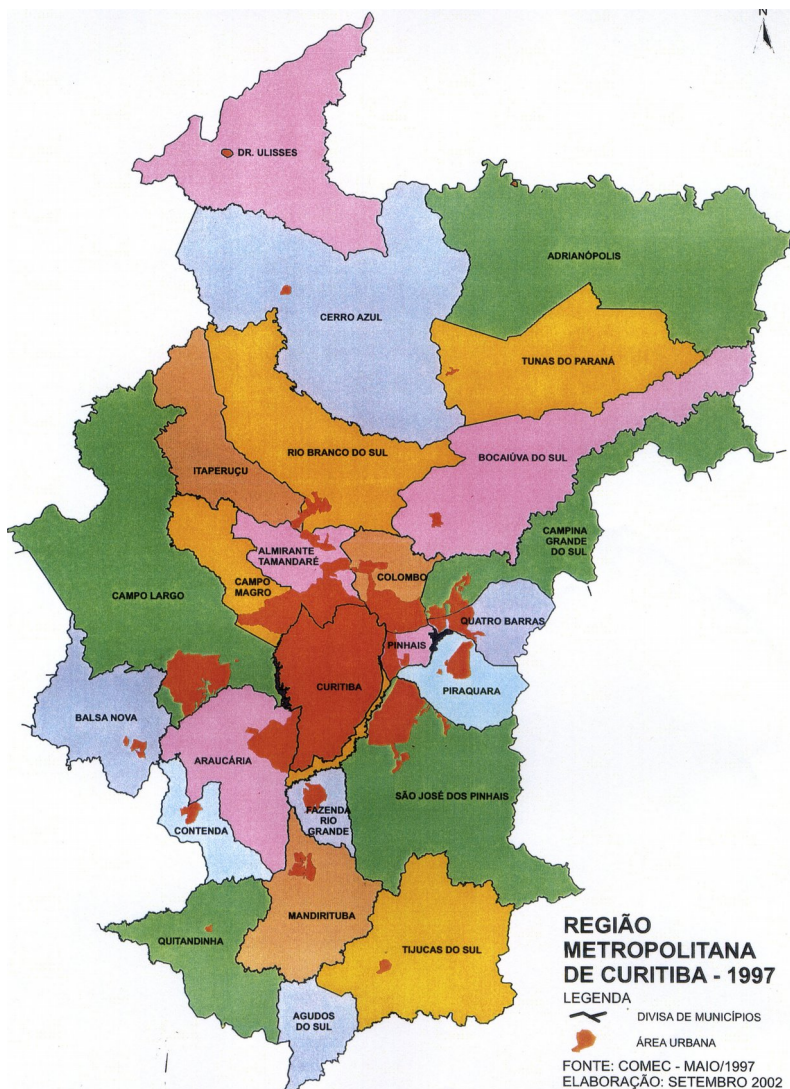 N
DR. ULISSES
ADRIANÓPOLIS
CERRO AZUL
TUNAS DO PARANÁ
RIO BRANCO DO SUL
BOCAIÚVA DO SUL
ITAPERUÇU
CAMPINA
GRANDE
DO SUL
ALMIRANTE
TAMANDARÉ
COLOMBO
CAMPO
MAGRO
CAMPO LARGO
QUATRO BARRAS
PINHAIS
CURITIBA
PIRAQUARA
BALSA NOVA
ARAUCÁRIA
SÃO JOSÉ DOS PINHAIS
FAZENDA
RIO
GRANDE
CONTENDA
MANDIRITUBA
QUITANDINHA
TIJUCAS DO SUL
AGUDOS
DO SUL
REGIÃO
METROPOLITANA
DE CURITIBA - 1997
LEGENDA
DIVISA DE MUNICÍPIOS
ÁREA URBANA
FONTE: COMEC - MAIO/1997
ELABORAÇÃO: SETEMBRO 2002